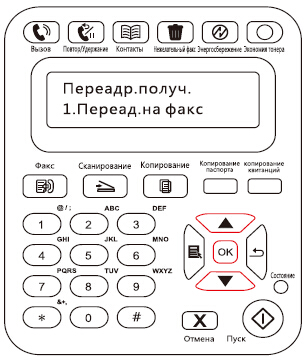 Вызов Повтор/Удержание Контакты Нежелательный факс Энергосбережение Экономия тонера
Переадр.получ.
1.Переад.на факс
Факс Сканирование Копирование Копирование паспорта копирование квитанций
@/: ABC DEF
1 2 3
GHI JKL MNO
4 5 6
OK
PQRS TUV WXYZ
7 8 9
Состояние
&+,
* 0 #
X
Отмена Пуск